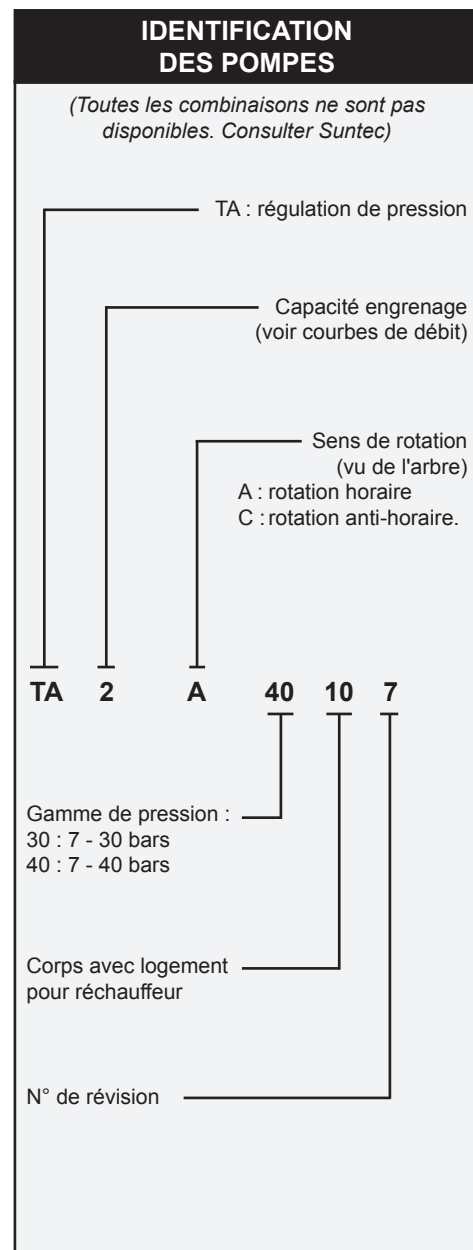 IDENTIFICATION
DES POMPES
(Toutes les combinaisons ne sont pas
disponibles. Consulter Suntec)
TA : régulation de pression
Capacité engrenage
(voir courbes de débit)
Sens de rotation
(vu de l'arbre)
A : rotation horaire
C : rotation anti-horaire.
TA 2 A 40 10 7
Gamme de pression :
30 : 7 - 30 bars
40 : 7 - 40 bars
Corps avec logement
pour réchauffeur
N° de révision